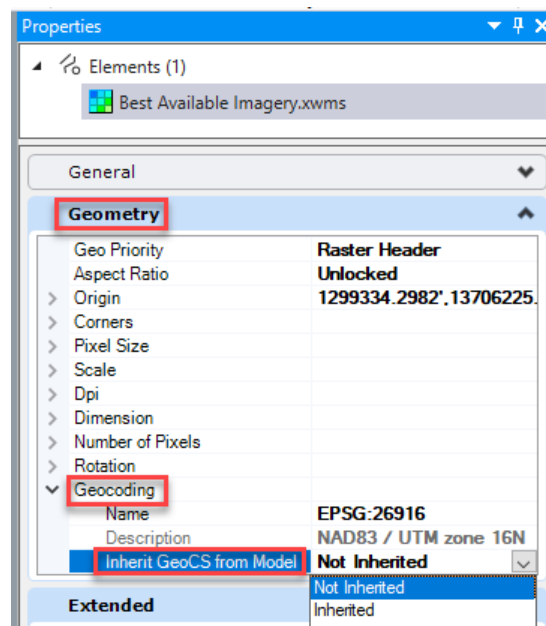 Properties
Elements (1)
Best Available Imagery.xwms
General
Geometry
Geo Priority Raster Header
Aspect Ratio Unlocked
Origin 1299334.2982',13706225.
Corners
Pixel Size
Scale
Dpi
Dimension
Number of Pixels
Rotation
Geocoding
Name EPSG:26916
Description NAD83 / UTM zone 16N
Inherit GeoCS from Model Not Inherited
Not Inherited
Extended Inherited